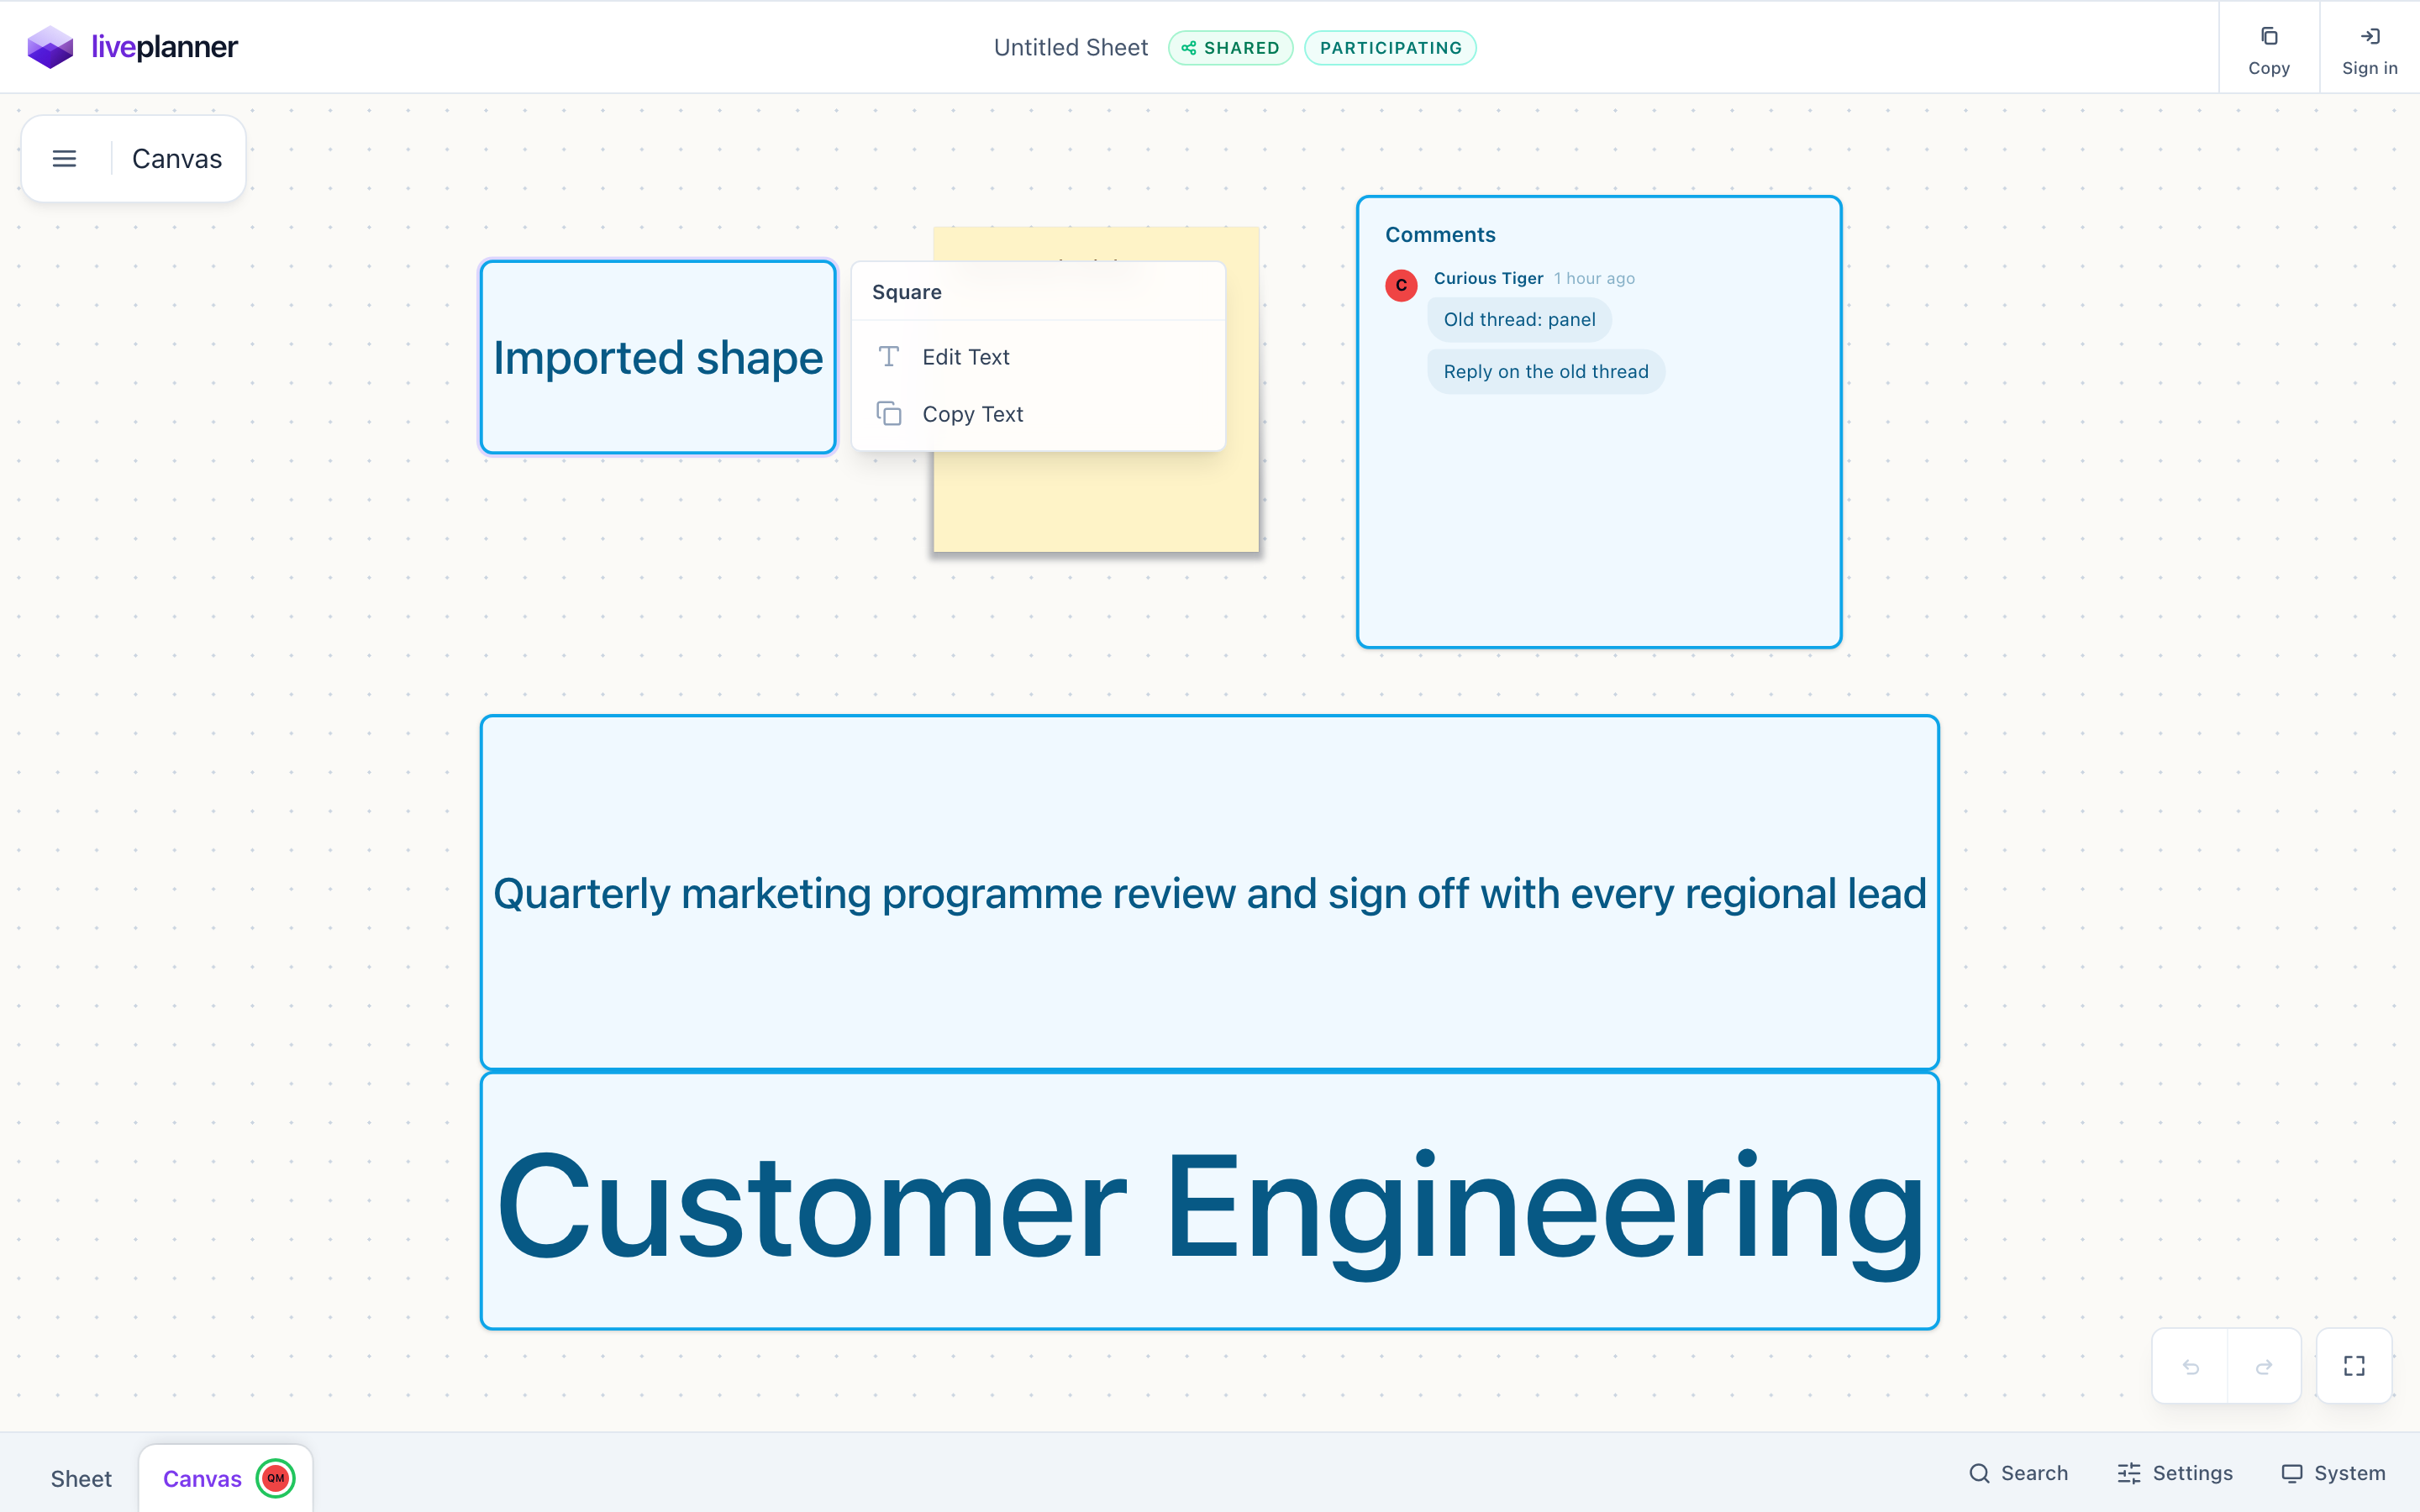 liveplanner
Untitled Sheet
SHARED
PARTICIPATING
Copy
Sign in
Canvas
Imported shape
Square
Edit Text
Copy Text
Comments
C
Curious Tiger 1 hour ago
Old thread: panel
Reply on the old thread
Quarterly marketing programme review and sign off with every regional lead
Customer Engineering
Sheet
Canvas
QM
Search
Settings
System